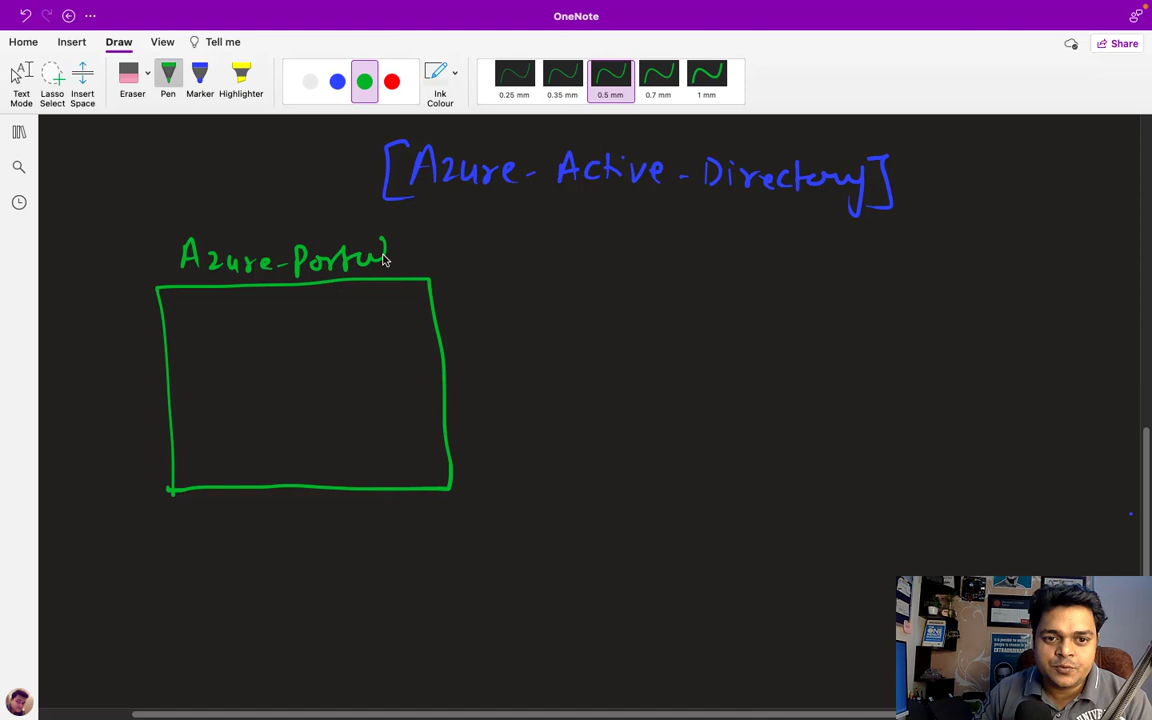 OneNote
Home Insert Draw View Tell me
Share
Text Mode
Lasso Select
Insert Space
Eraser
Pen
Marker
Highlighter
Ink Colour
0.25 mm
0.35 mm
0.5 mm
0.7 mm
1 mm
[Azure-Active-Directory]
Azure-Portal